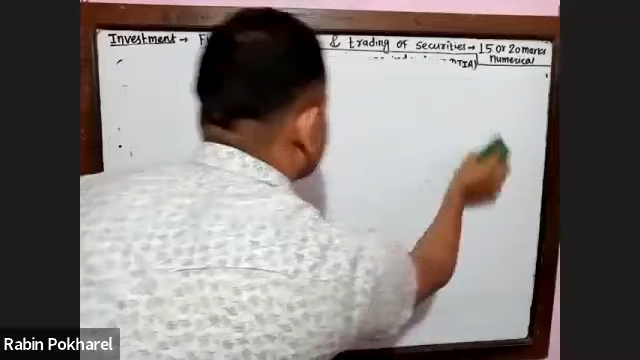 Investment → & trading of securities → 15 or 20 marks
Numerical
Rabin Pokharel